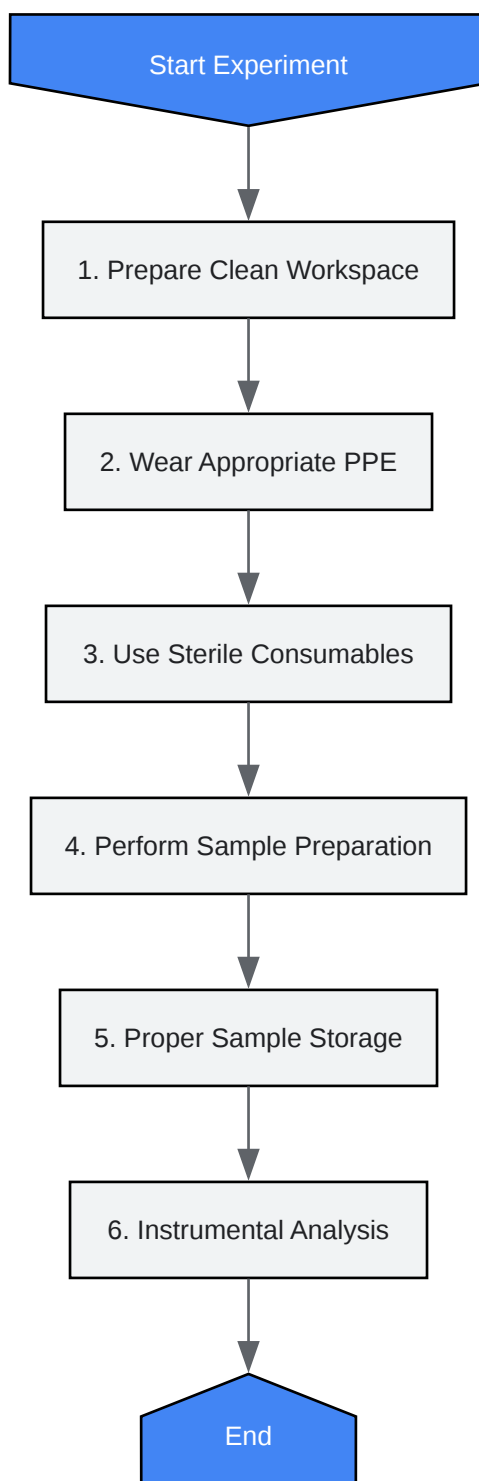 Start Experiment
1. Prepare Clean Workspace
2. Wear Appropriate PPE
3. Use Sterile Consumables
4. Perform Sample Preparation
5. Proper Sample Storage
6. Instrumental Analysis
End